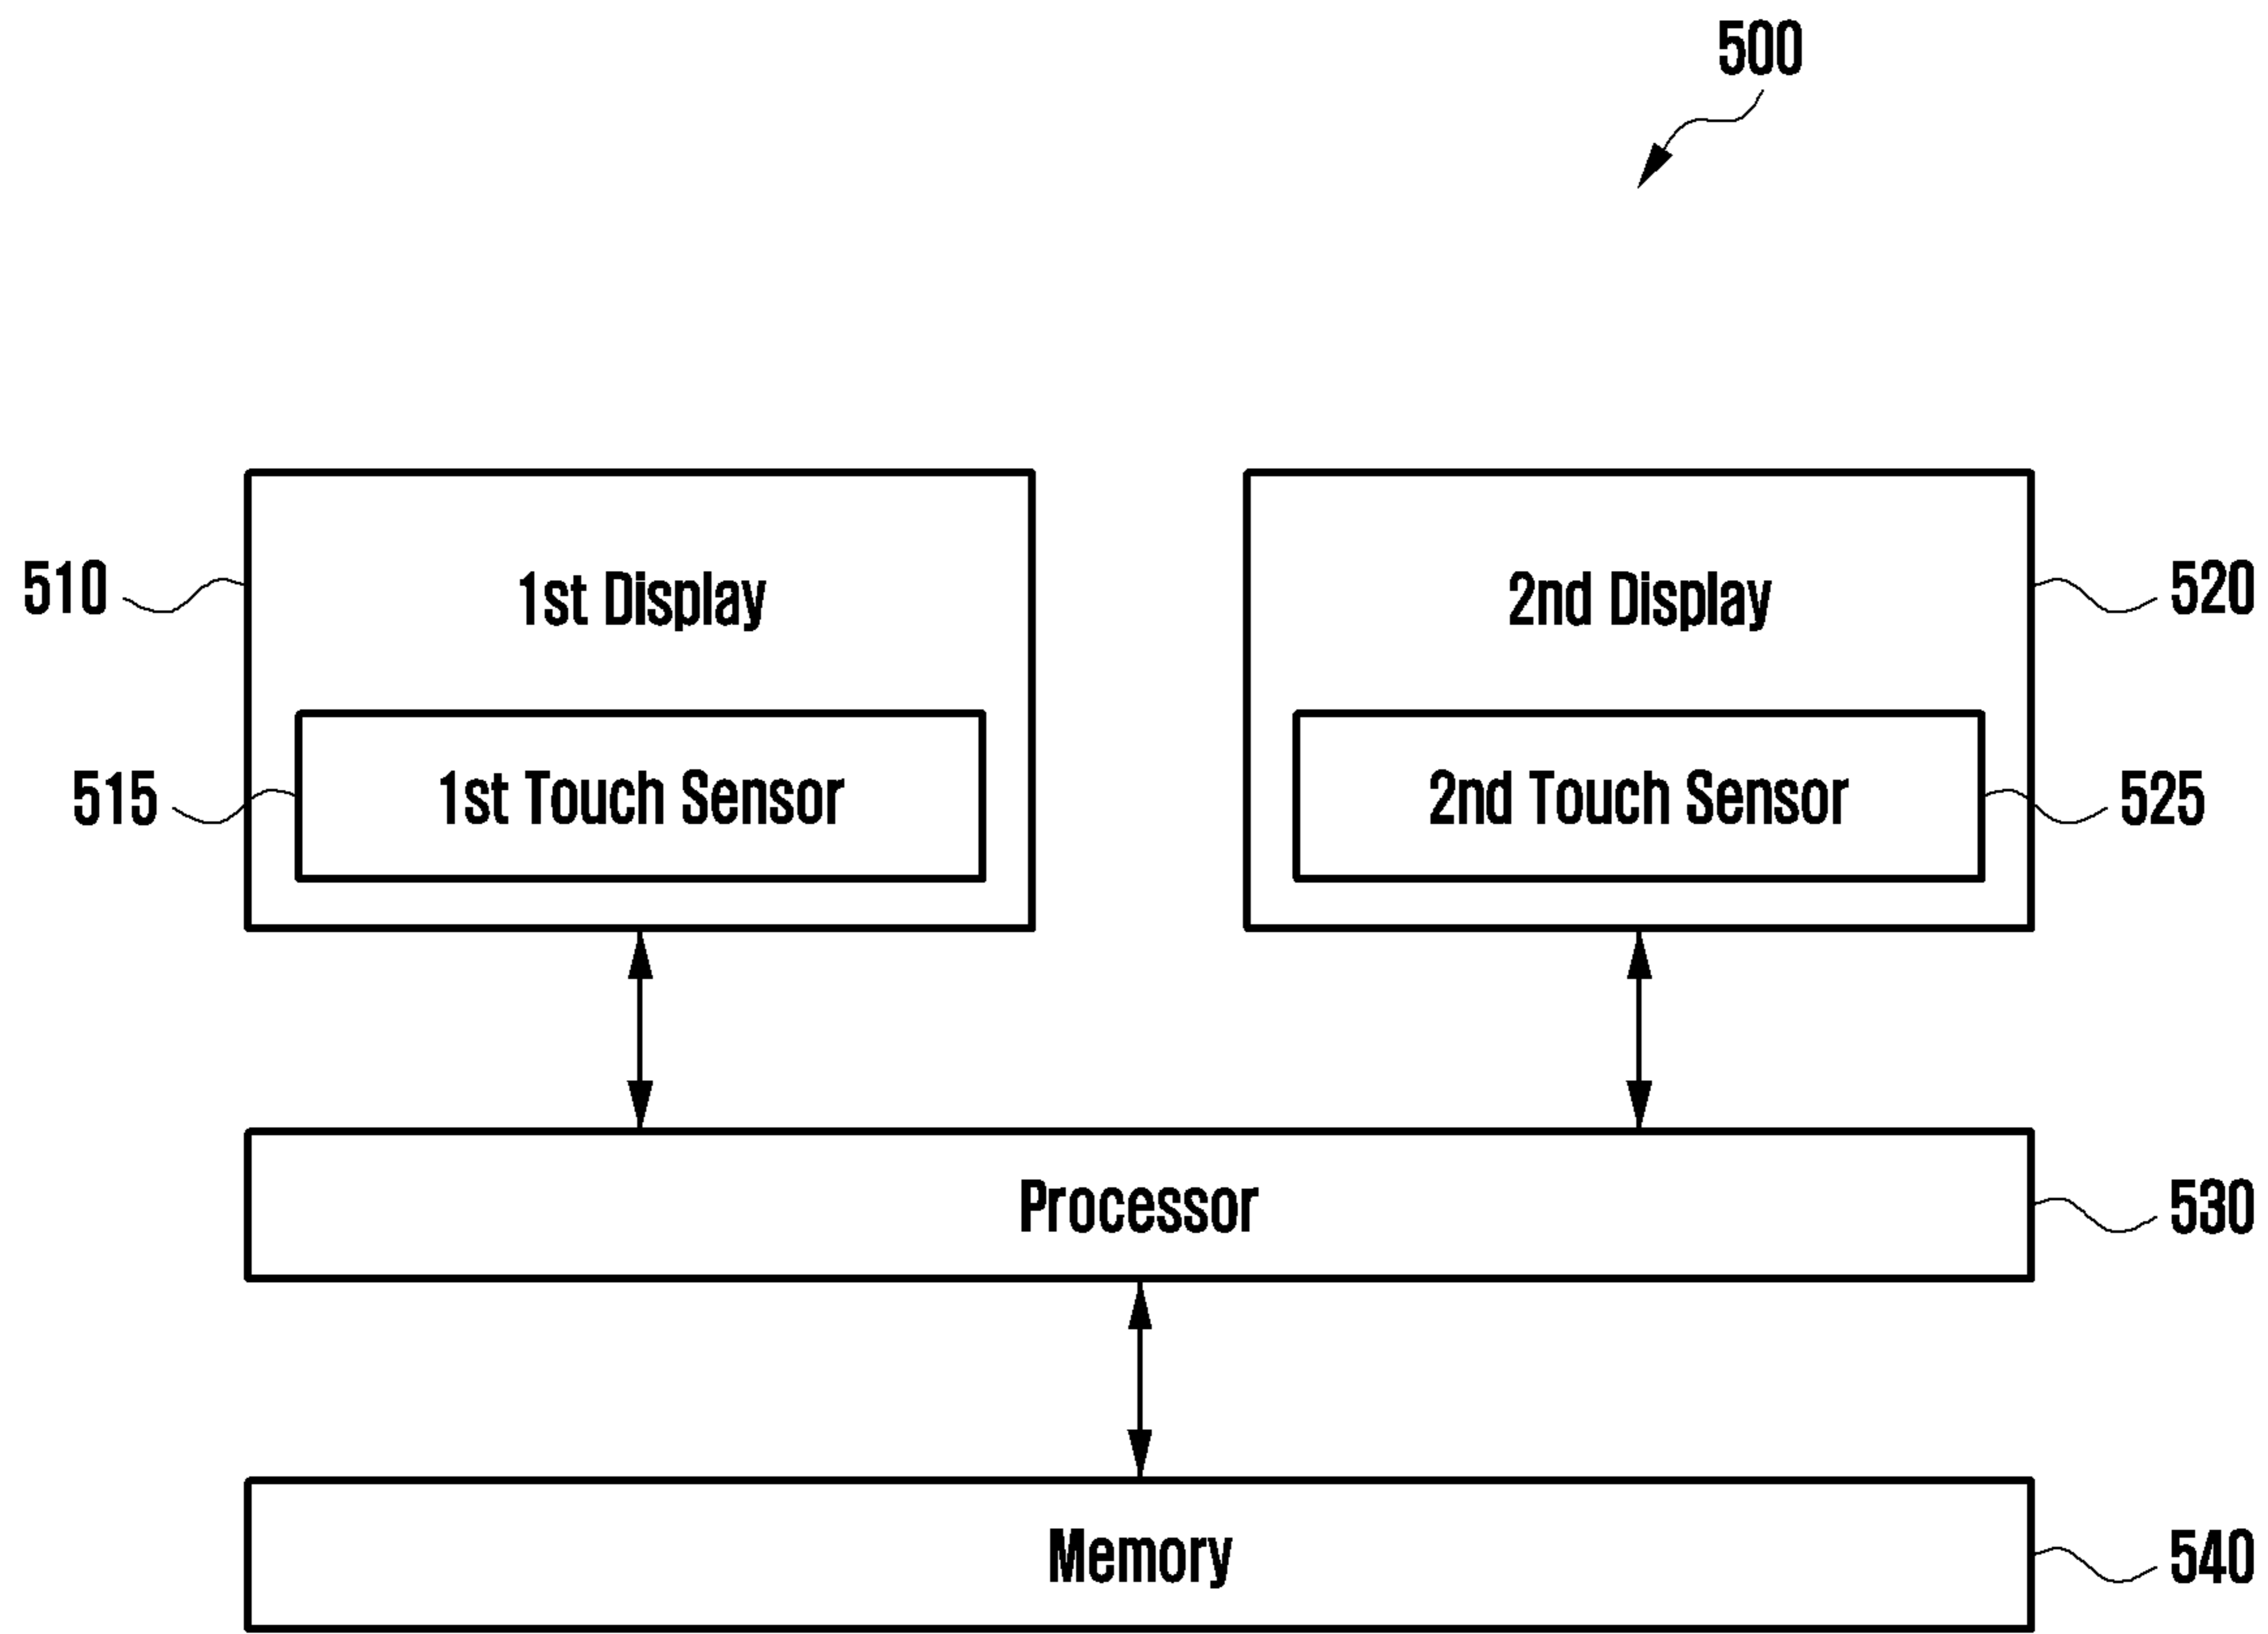 500
510
1st Display
2nd Display
520
515
1st Touch Sensor
2nd Touch Sensor
525
Processor
530
Memory
540